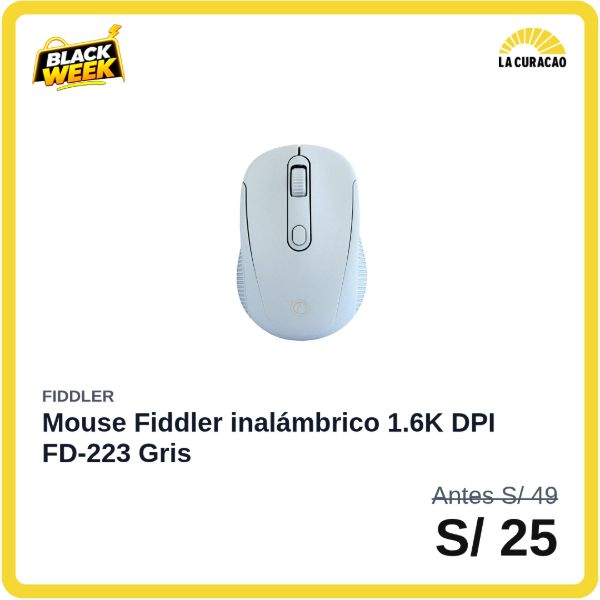 BLACK
WEEK
LA CURACAO
FIDDLER
Mouse Fiddler inalámbrico 1.6K DPI
FD-223 Gris
Antes S/ 49
S/ 25